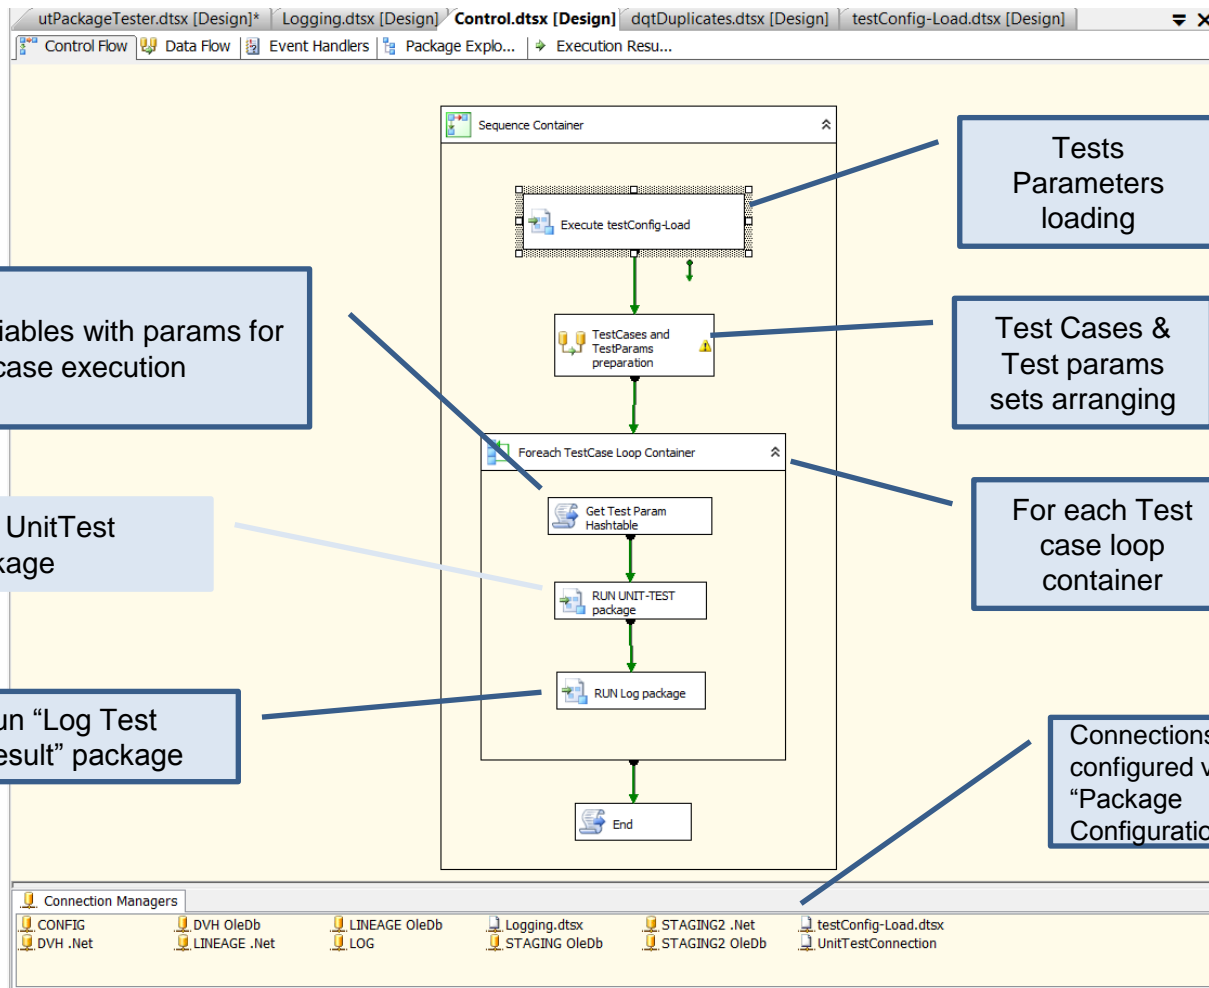 utPackageTester.dtsx [Design]* Logging.dtsx [Design] Control.dtsx [Design] dqtDuplicates.dtsx [Design] testConfig-Load.dtsx [Design]
Control Flow Data Flow Event Handlers Package Explo... Execution Resu...
Sequence Container
Execute testConfig-Load
Tests
Parameters
loading
TestCases and
TestParams
preparation
Test Cases &
Test params
sets arranging
iables with params for
case execution
Foreach TestCase Loop Container
Get Test Param
Hashtable
For each Test
case loop
container
UnitTest
kage
RUN UNIT-TEST
package
RUN Log package
un “Log Test
esult” package
Connections
configured v
“Package
Configuratio
End
Connection Managers
CONFIG DVH OleDb LINEAGE OleDb Logging.dtsx STAGING2 .Net testConfig-Load.dtsx
DVH .Net LINEAGE .Net LOG STAGING OleDb STAGING2 OleDb UnitTestConnection